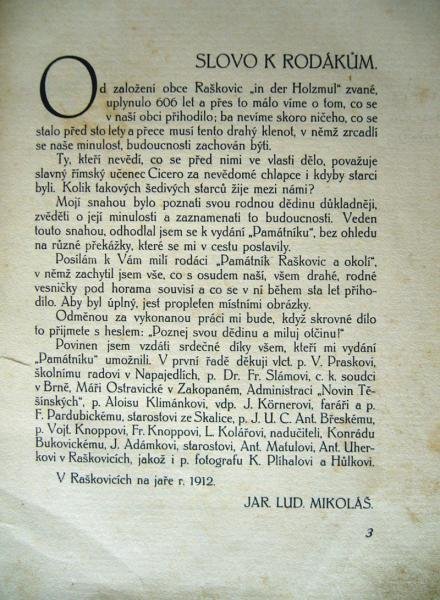 SLOVO K RODÁKŮM.
Od založení obce Raškovic „in der Holzmul“ zvané,
uplynulo 606 let a přes to málo víme o tom, co se
v naší obci přihodilo; ba nevíme skoro ničeho, co se
stalo před sto lety a přece musí tento drahý klenot, v němž zrcadlí
se naše minulost, budoucnosti zachován býti.
Ty, kteří nevědí, co se před nimi ve vlasti dělo, považuje
slavný římský učenec Cicero za nevědomé chlapce i kdyby starci
byli. Kolik takových šedivých starců žije mezi námi?
Mojí snahou bylo poznati svou rodnou dědinu důkladněji,
zvěděti o její minulosti a zaznamenati to budoucnosti. Veden
touto snahou, odhodlal jsem se k vydání „Památníku“, bez ohledu
na různé překážky, které se mi v cestu postavily.
Posílám k Vám milí rodáci „Památník Raškovic a okolí“,
v němž zachytil jsem vše, co s osudem naší, všem drahé, rodné
vesničky pod horama souvisí a co se v ní během sta let přiho-
dilo. Aby byl úplný, jest propleten místními obrázky.
Odměnou za vykonanou práci mi bude, když skrovné dílo
to přijmete s heslem: „Poznej svou dědinu a miluj otčinu!“
Povinen jsem vzdáti srdečné díky všem, kteří mi vydání
„Památníku“ umožnili. V první řadě děkuji vlct. p. V. Praskovi,
školnímu radovi v Napajedlích, p. Dr. Fr. Slámovi, c. k. soudci
v Brně, Máři Ostravické v Zakopaném, Administraci „Novin Tě-
šínských“, p. Aloisu Klimánkovi, vdp. J. Körnerovi, faráři a p.
F. Pardubickému, starostovi ze Skalice, p. J. U. C. Ant. Břeskému,
p. Vojt. Knoppovi, Fr. Knoppovi, L. Kolářovi, nadučiteli, Konrádu
Bukovickému, J. Adámkovi, starostovi, Ant. Matulovi, Ant. Uher-
kovi v Raškovicích, jakož i p. fotografu K. Plíhalovi a Hůlkovi.
V Raškovicích na jaře r. 1912.
JAR. LUD. MIKOLÁŠ.
3